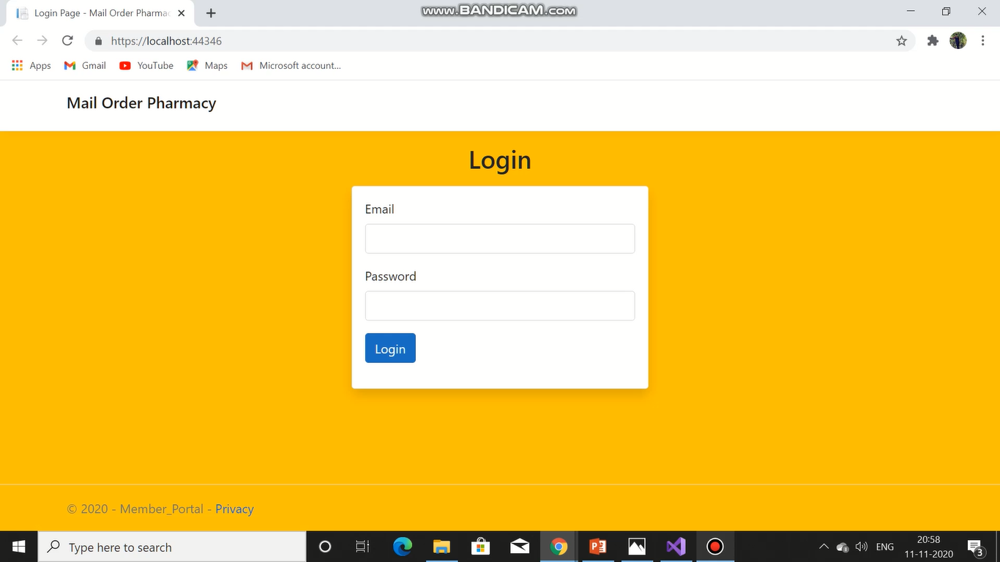 Login Page - Mail Order Pharmac
www.BANDICAM.com
https://localhost:44346
Apps
Gmail
YouTube
Maps
Microsoft account...
Mail Order Pharmacy
Login
Email
Password
Login
© 2020 - Member_Portal - Privacy
Type here to search
ENG
20:58
11-11-2020
3